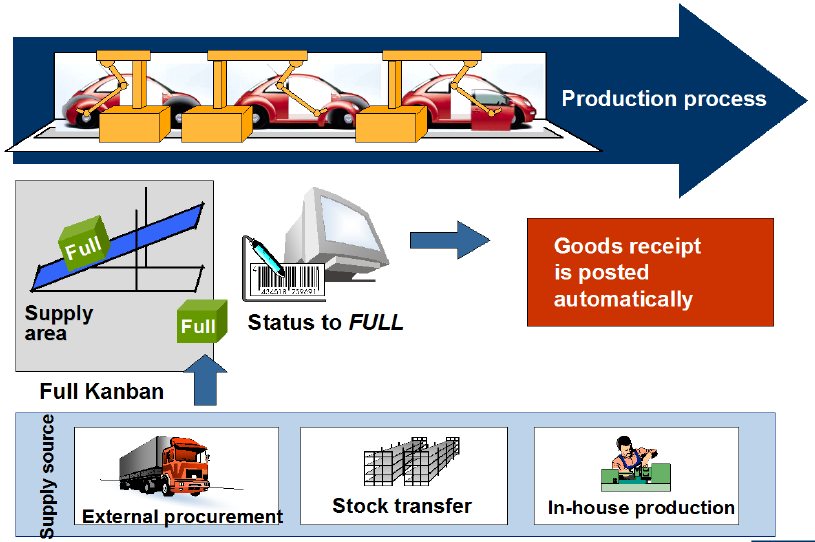 Production process
Full
Supply
area
Full
Full Kanban
Status to FULL
Goods receipt
is posted
automatically
Supply source
External procurement
Stock transfer
In-house production